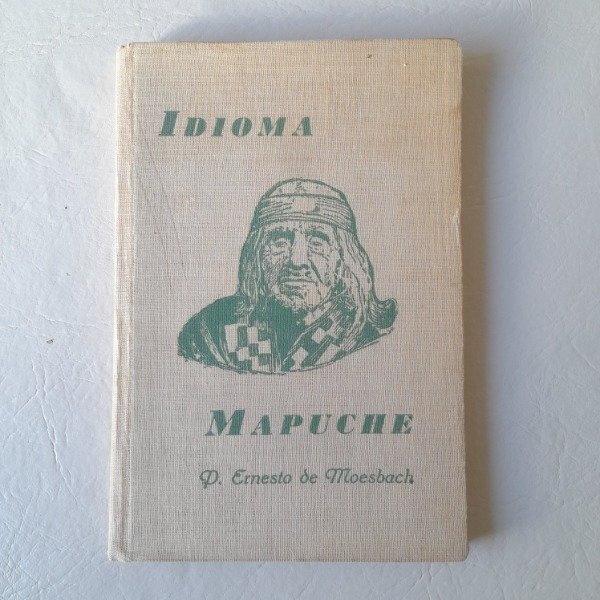 IDIOMA
MAPUCHE
P. Ernesto de Moesbach